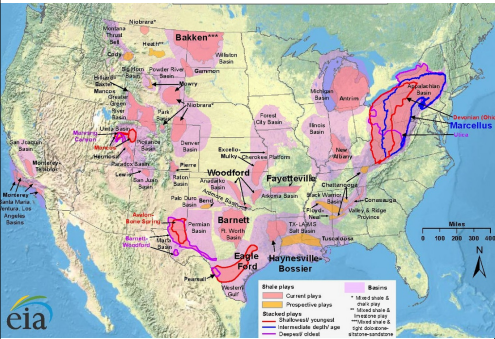 Niobrara*
Montana
Thrust
Belt
Cody
Heath**
Bakken***
Williston
Basin
Big Horn
Basin
Powder River
Basin
Gammon
Mowry
Hilliard-
Baxter-
Mancos
Greater
Green
River
Basin
Park
Basin
Niobrara*
Michigan
Basin
Antrim
Appalachian
Basin
Devonian (Ohio)
Marcellus
Utica
Forest
City Basin
Illinois
Basin
San Joaquin
Basin
Monterey-
Temblor
Manning
Canyon
Uinta Basin
Mancos
Hermosa
Piceance
Basin
Denver
Basin
Paradox Basin
Lewis
San Juan
Basin
Pierre
Raton
Basin
Excello-
Mulky
Cherokee Platform
New
Albany
Woodford
Anadarko
Basin
Ardmore Basin
Fayetteville
Arkoma Basin
Chattanooga
Black Warrior
Basin
Conasauga
Floyd-
Neal
Valley & Ridge
Province
Monterey
Santa Maria,
Ventura, Los
Angeles
Basins
Palo Duro
Basin
Bend
Avalon-
Bone Spring
Permian
Basin
Barnett-
Woodford
Marfa
Basin
Barnett
Ft. Worth
Basin
TX-LA-MS
Salt Basin
Tuscaloosa
Haynesville-
Bossier
Eagle
Ford
Pearsall
Western
Gulf
Miles
0 100 200 300 400
N
eia
Shale plays
Current plays
Prospective plays
Stacked plays
Shallowest/ youngest
Intermediate depth/ age
Deepest/ oldest
Basins
* Mixed shale &
chalk play
** Mixed shale &
limestone play
***Mixed shale &
tight dolostone-
siltstone-sandstone